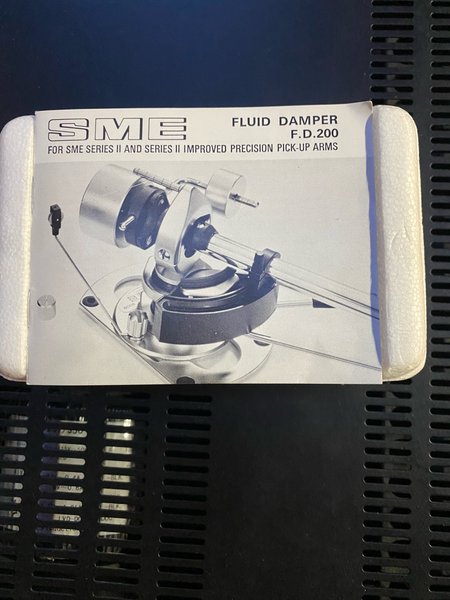 SME
FLUID DAMPER
F.D.200
FOR SME SERIES II AND SERIES II IMPROVED PRECISION PICK-UP ARMS